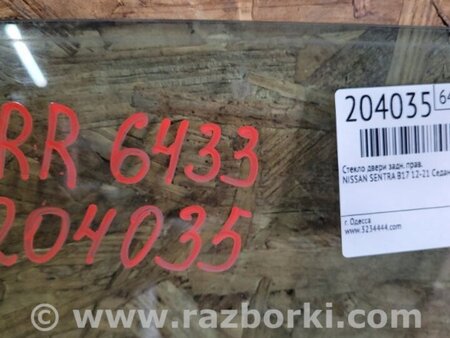 RR 6433
204035
204035
64
Стекло двери задн. прав.
NISSAN SENTRA B17 12-21 Седан
г. Одесса
www.3234444.com
www.razborki.com